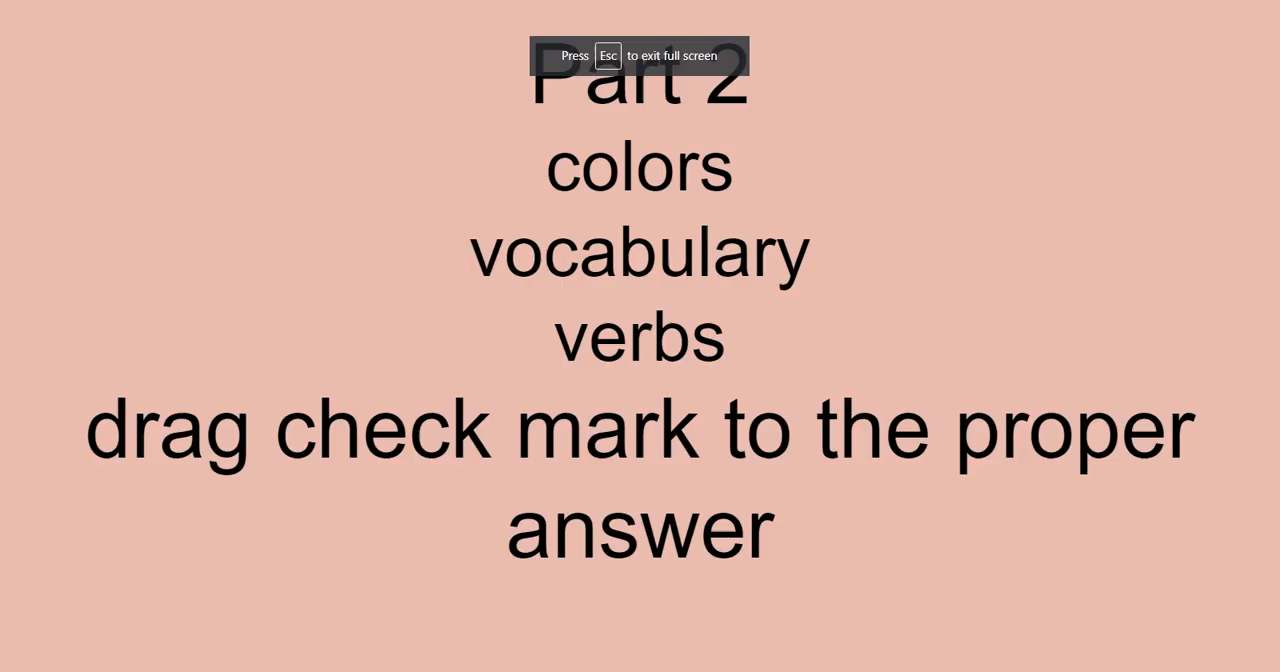 Press Esc to exit full screen
Part 2
colors
vocabulary
verbs
drag check mark to the proper
answer